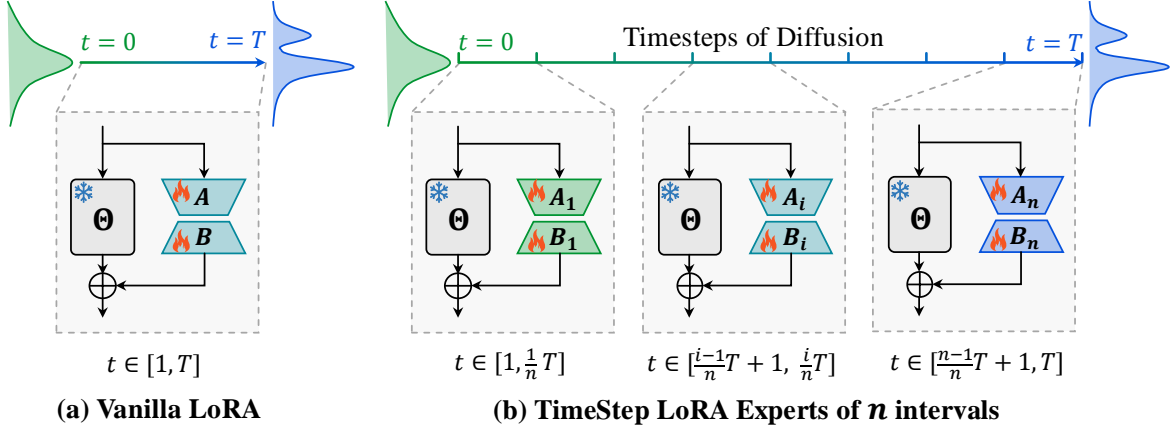 t = 0
t = T
Θ
A
B
t ∈ [1, T]
(a) Vanilla LoRA
t = 0
Timesteps of Diffusion
t = T
Θ
A₁
B₁
Θ
Aᵢ
Bᵢ
Θ
Aₙ
Bₙ
t ∈ [1, 1/n T]
t ∈ [i−1/n T + 1, i/n T]
t ∈ [n−1/n T + 1, T]
(b) TimeStep LoRA Experts of n intervals